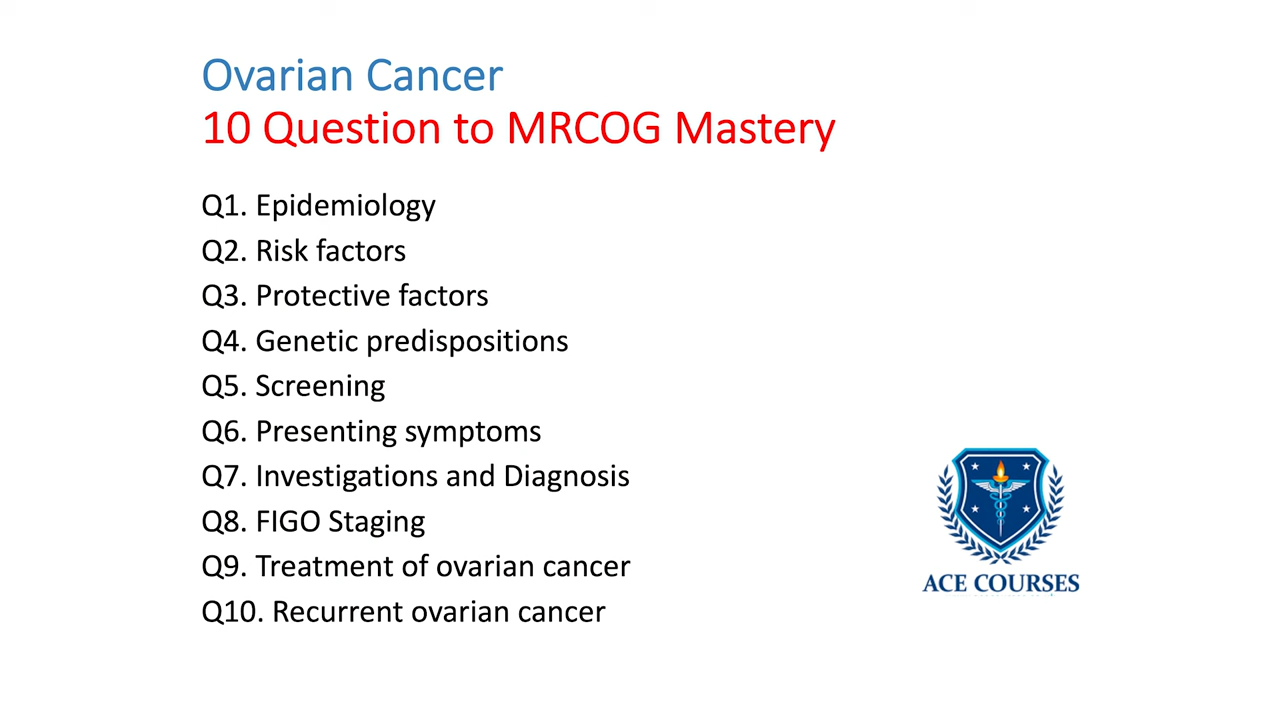 Ovarian Cancer
10 Question to MRCOG Mastery
Q1. Epidemiology
Q2. Risk factors
Q3. Protective factors
Q4. Genetic predispositions
Q5. Screening
Q6. Presenting symptoms
Q7. Investigations and Diagnosis
Q8. FIGO Staging
Q9. Treatment of ovarian cancer
Q10. Recurrent ovarian cancer
ACE COURSES